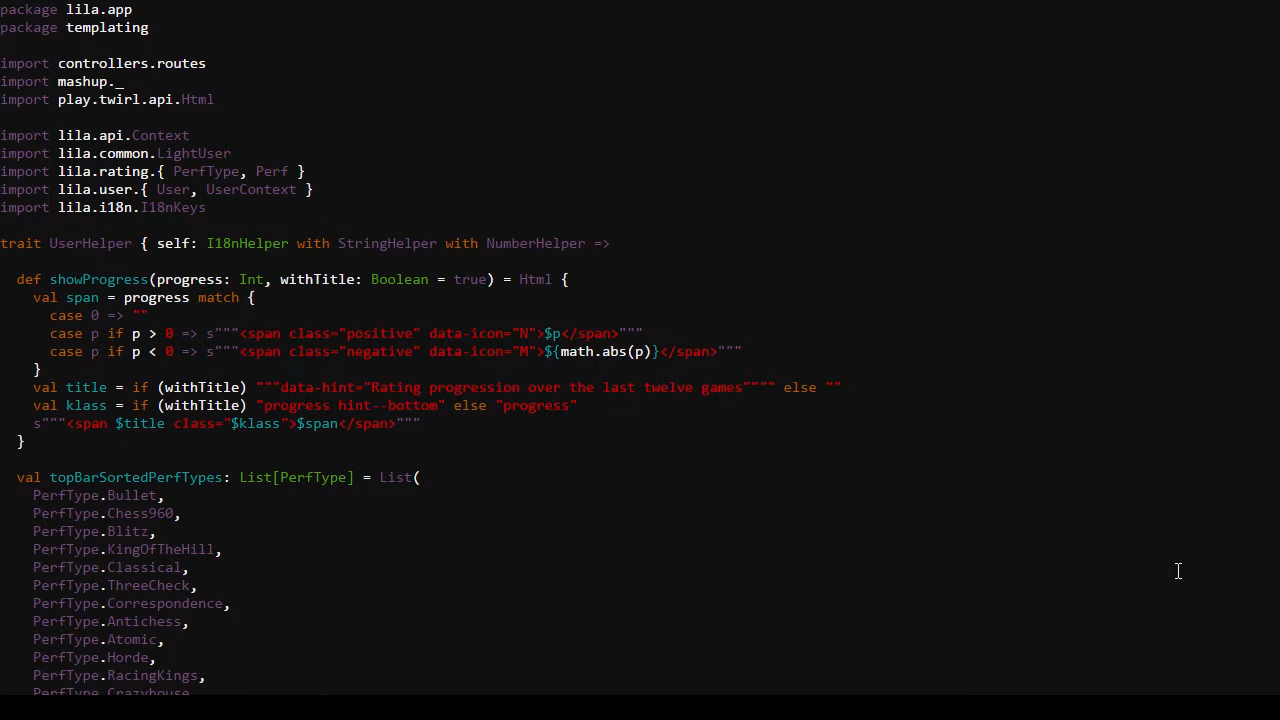 package lila.app
package templating

import controllers.routes
import mashup._
import play.twirl.api.Html

import lila.api.Context
import lila.common.LightUser
import lila.rating.{ PerfType, Perf }
import lila.user.{ User, UserContext }
import lila.i18n.I18nKeys

trait UserHelper { self: I18nHelper with StringHelper with NumberHelper =>

  def showProgress(progress: Int, withTitle: Boolean = true) = Html {
    val span = progress match {
      case 0 => ""
      case p if p > 0 => s"""<span class="positive" data-icon="N">$p</span>"""
      case p if p < 0 => s"""<span class="negative" data-icon="M">${math.abs(p)}</span>"""
    }
    val title = if (withTitle) """data-hint="Rating progression over the last twelve games"""" else ""
    val klass = if (withTitle) "progress hint--bottom" else "progress"
    s"""<span $title class="$klass">$span</span>"""
  }

  val topBarSortedPerfTypes: List[PerfType] = List(
    PerfType.Bullet,
    PerfType.Chess960,
    PerfType.Blitz,
    PerfType.KingOfTheHill,
    PerfType.Classical,
    PerfType.ThreeCheck,
    PerfType.Correspondence,
    PerfType.Antichess,
    PerfType.Atomic,
    PerfType.Horde,
    PerfType.RacingKings,
    PerfType.Crazyhouse